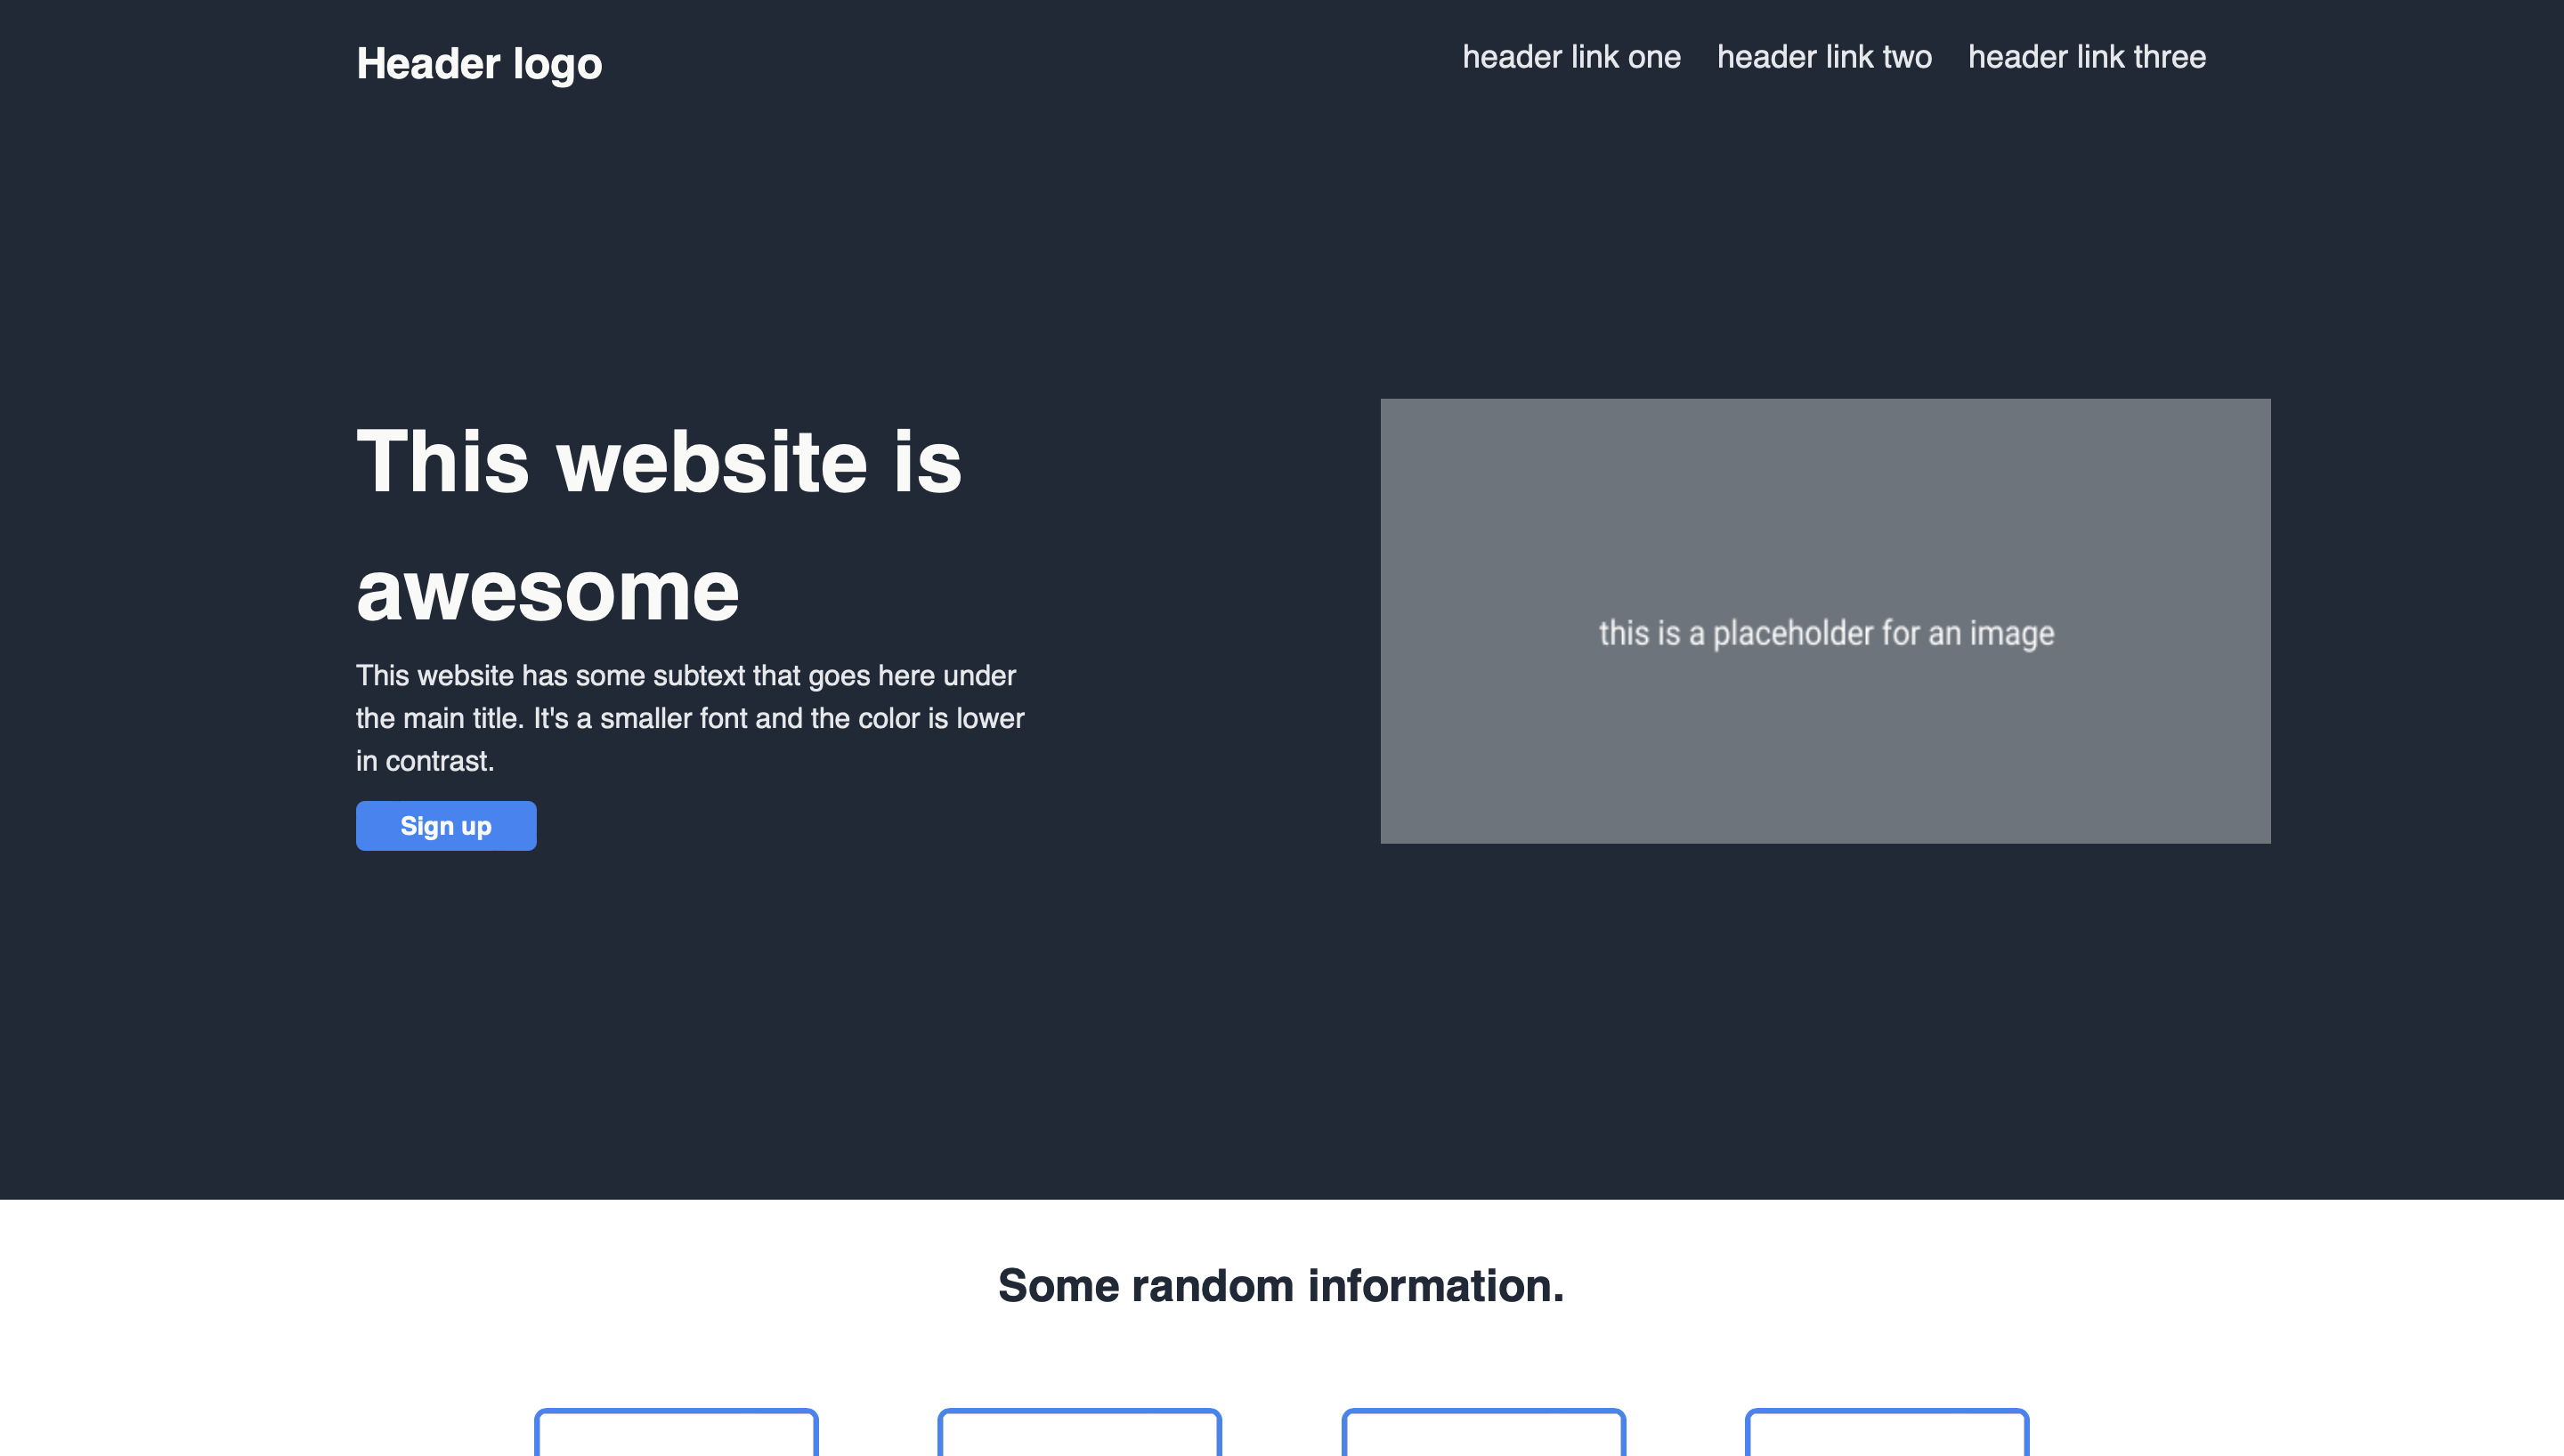 Header logo
header link one header link two header link three
This website is
awesome
This website has some subtext that goes here under
the main title. It's a smaller font and the color is lower
in contrast.
Sign up
this is a placeholder for an image
Some random information.